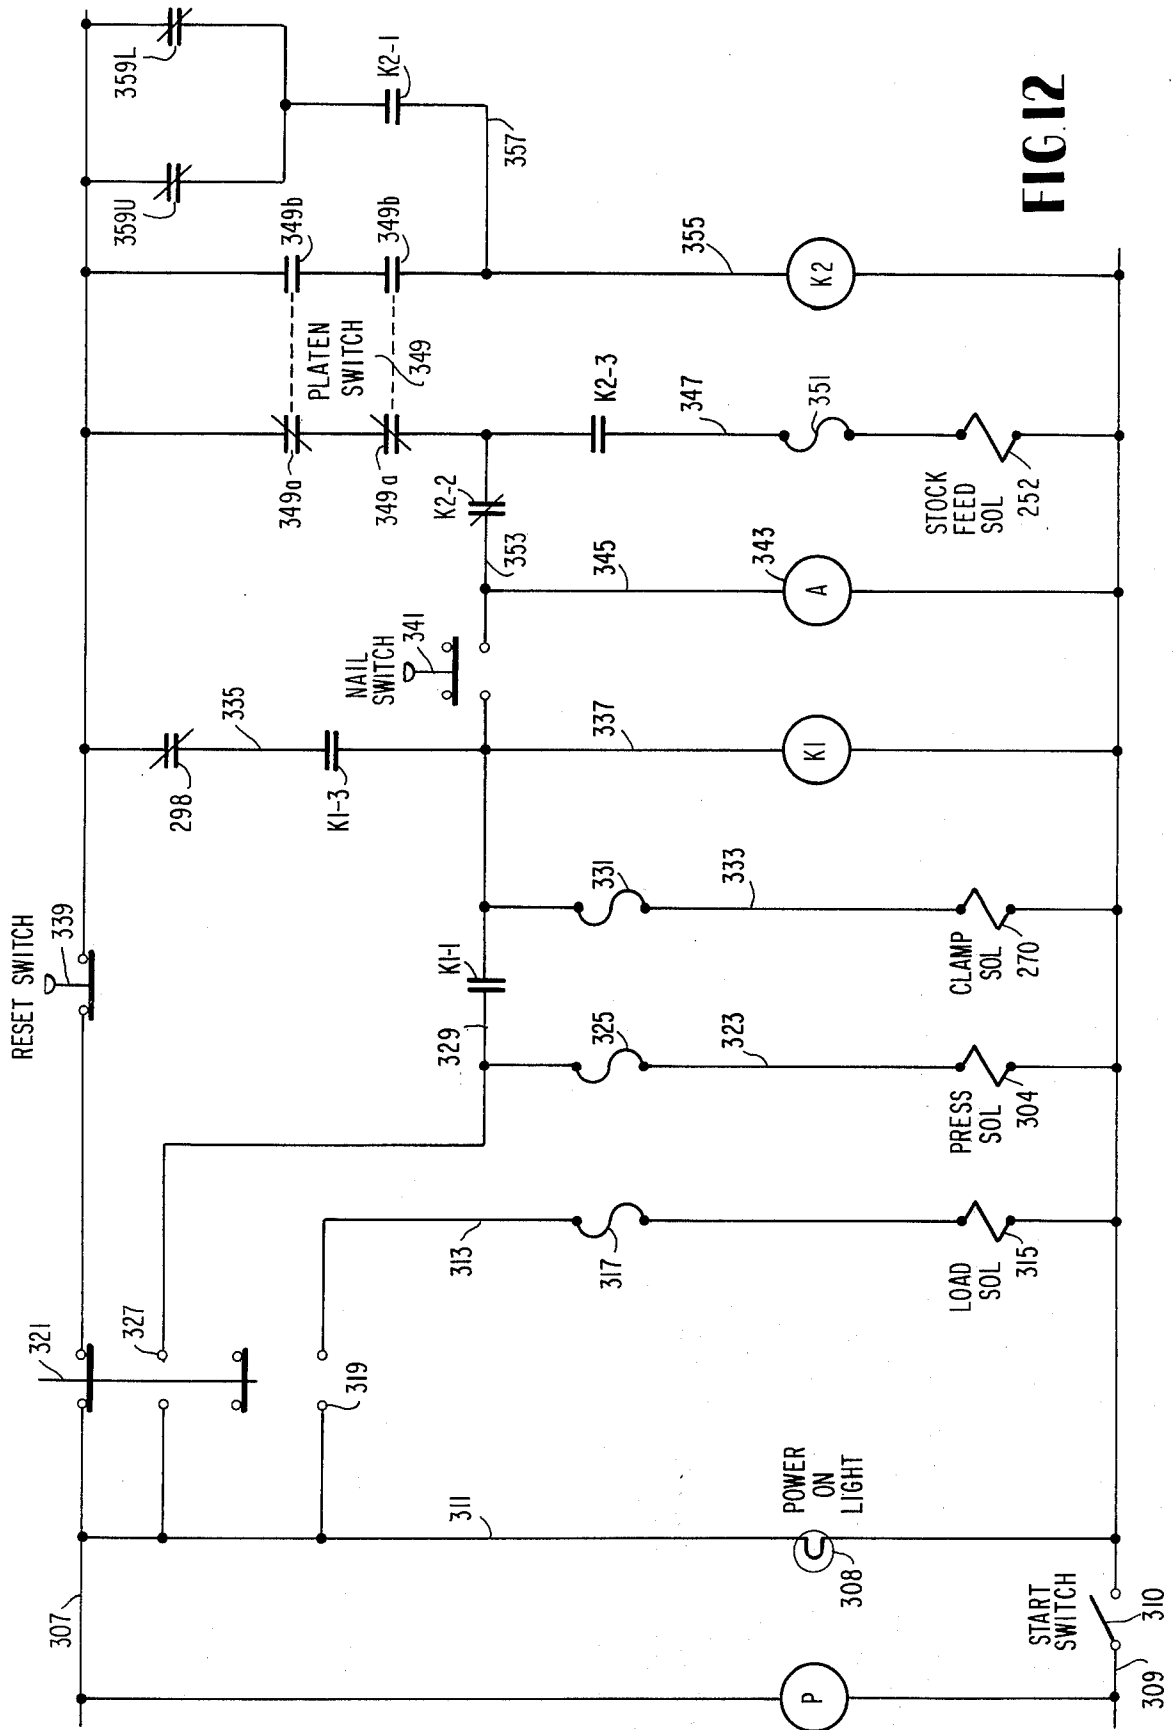 RESET SWITCH
339
359L
359U
K2-1
357
349b
349b
PLATEN
SWITCH
349
349a
349a
K2-2
K2-3
353
355
K2
347
351
STOCK
FEED
SOL
252
345
343
A
NAIL
SWITCH
341
298
335
K1-3
337
K1
331
333
CLAMP
SOL
270
K1-1
329
325
323
PRESS
SOL
304
321
327
319
313
317
LOAD
SOL
315
307
311
POWER
ON
LIGHT
308
P
START
SWITCH
310
309
FIG.12